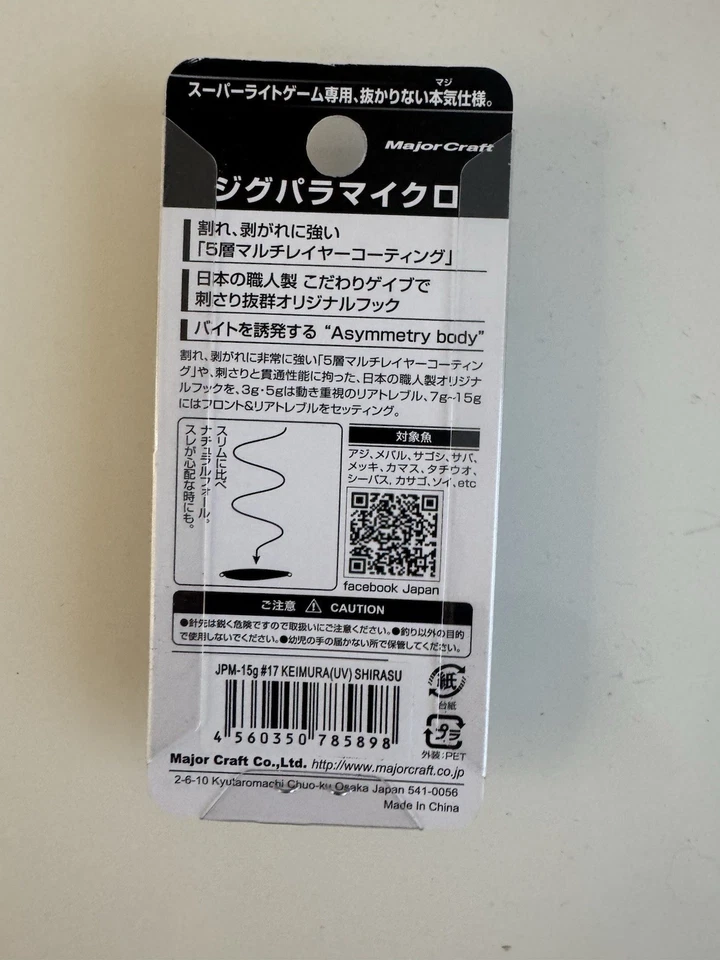 スーパーライトゲーム専用、抜かりない本気仕様。
マジ
MajorCraft
ジグパラマイクロ
割れ、剥がれに強い
「5層マルチレイヤーコーティング」
日本の職人製 こだわりゲイブで
刺さり抜群オリジナルフック
バイトを誘発する “Asymmetry body”
割れ、剥がれに非常に強い「5層マルチレイヤーコーティン
グ」や、刺さりと貫通性能に拘った、日本の職人製オリジナ
ルフックを、3g・5gは動き重視のリアトレブル、7g~15g
にはフロント&リアトレブルをセッティング。
スリムに比べ
ナチュラルフォール。
スレが心配な時にも。
対象魚
アジ、メバル、サゴシ、サバ、
メッキ、カマス、タチウオ、
シーバス、カサゴ、ソイ、etc
facebook Japan
ご注意 CAUTION
●針先は鋭く危険ですので取扱いにご注意ください。●釣り以外の目的
で使用しないでください。●幼児の手の届かない所で保管してください。
JPM-15g #17 KEIMURA(UV) SHIRASU
4 560350 785898
紙
台紙
プラ
外装:PET
Major Craft Co.,Ltd. http://www.majorcraft.co.jp
2-6-10 Kyutaromachi Chuo-ku Osaka Japan 541-0056
Made In China